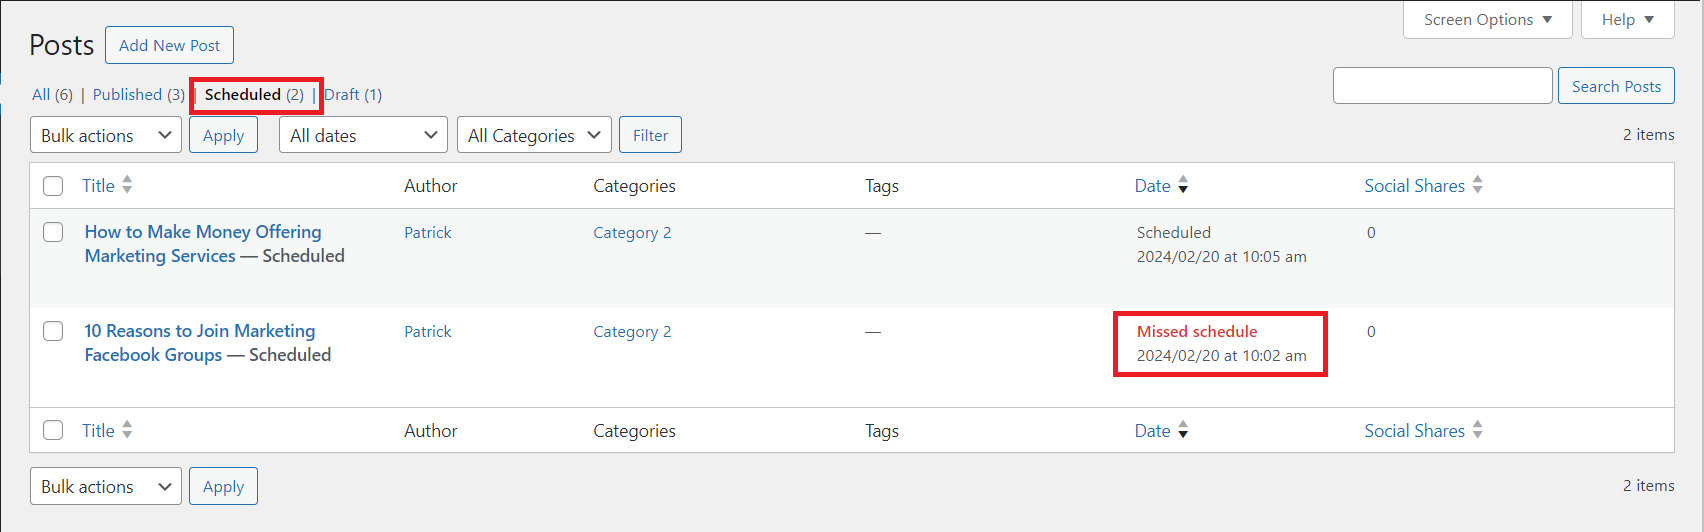 Screen Options ▼ Help ▼
Posts Add New Post
All (6) | Published (3) | Scheduled (2) | Draft (1)
Search Posts
Bulk actions Apply All dates All Categories Filter 2 items
Title Author Categories Tags Date Social Shares
How to Make Money Offering Patrick Category 2 — Scheduled 0
Marketing Services — Scheduled 2024/02/20 at 10:05 am
10 Reasons to Join Marketing Patrick Category 2 — Missed schedule 0
Facebook Groups — Scheduled 2024/02/20 at 10:02 am
Title Author Categories Tags Date Social Shares
Bulk actions Apply 2 items